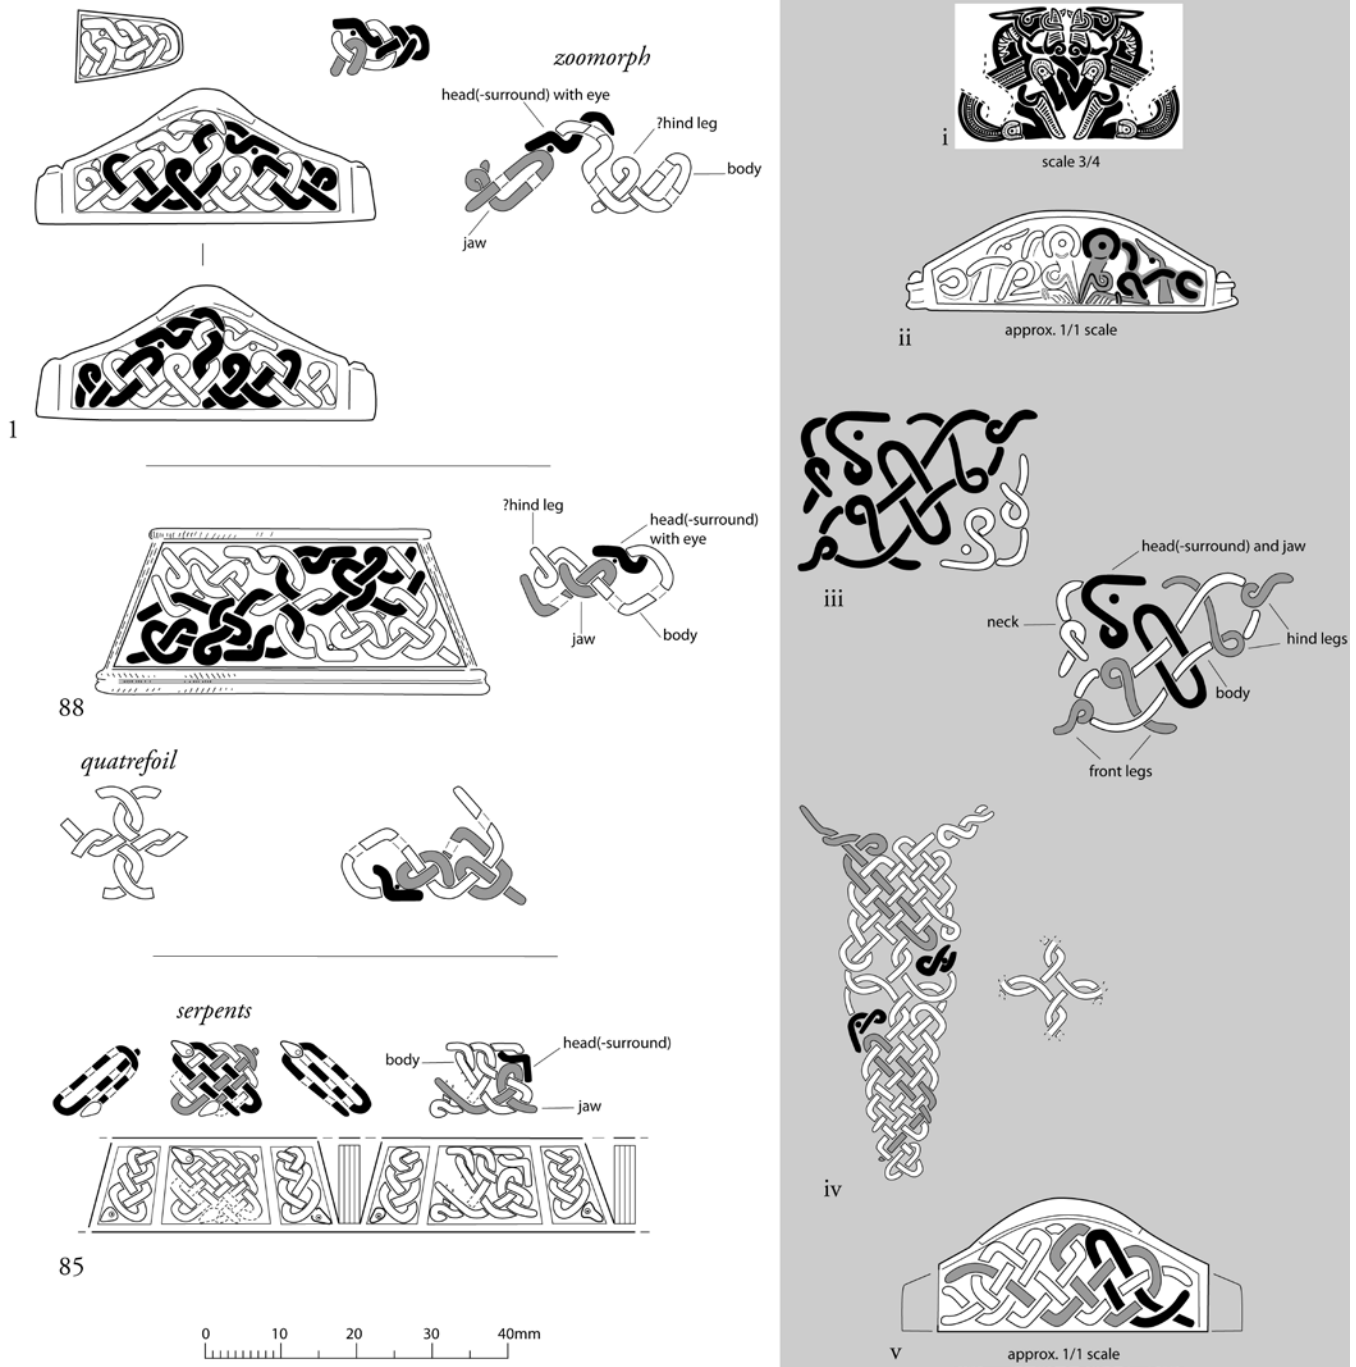 zoomorph
head(-surround) with eye
?hind leg
body
jaw
1
?hind leg
head(-surround)
with eye
jaw
body
88
quatrefoil
serpents
body
head(-surround)
jaw
85
0 10 20 30 40mm
i
scale 3/4
ii
approx. 1/1 scale
iii
head(-surround) and jaw
neck
hind legs
body
front legs
iv
v
approx. 1/1 scale